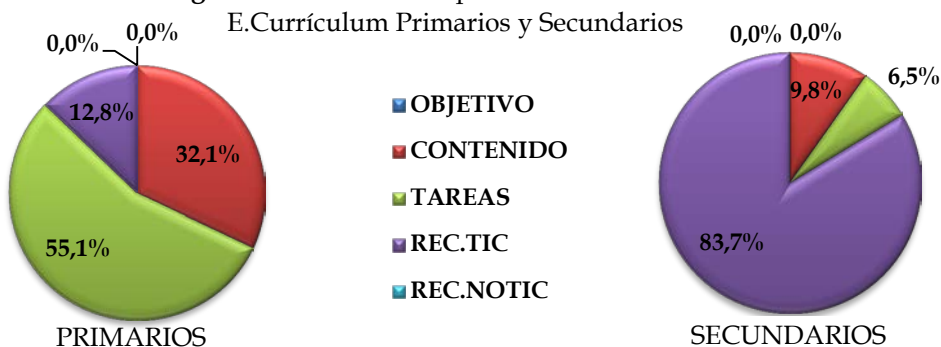 E.Currículum Primarios y Secundarios
0,0% 0,0%
12,8%
32,1%
55,1%
PRIMARIOS
OBJETIVO
CONTENIDO
TAREAS
REC.TIC
REC.NOTIC
0,0% 0,0%
9,8%
6,5%
83,7%
SECUNDARIOS